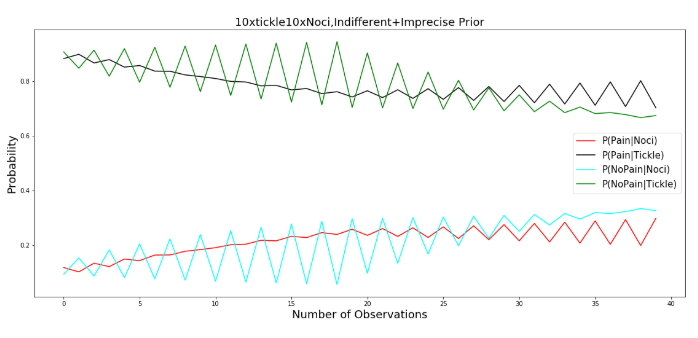 10xtickle10xNoci,Indifferent+Imprecise Prior
Probability
0.8
0.6
0.4
0.2
P(Pain|Noci)
P(Pain|Tickle)
P(NoPain|Noci)
P(NoPain|Tickle)
0 5 10 15 20 25 30 35 40
Number of Observations